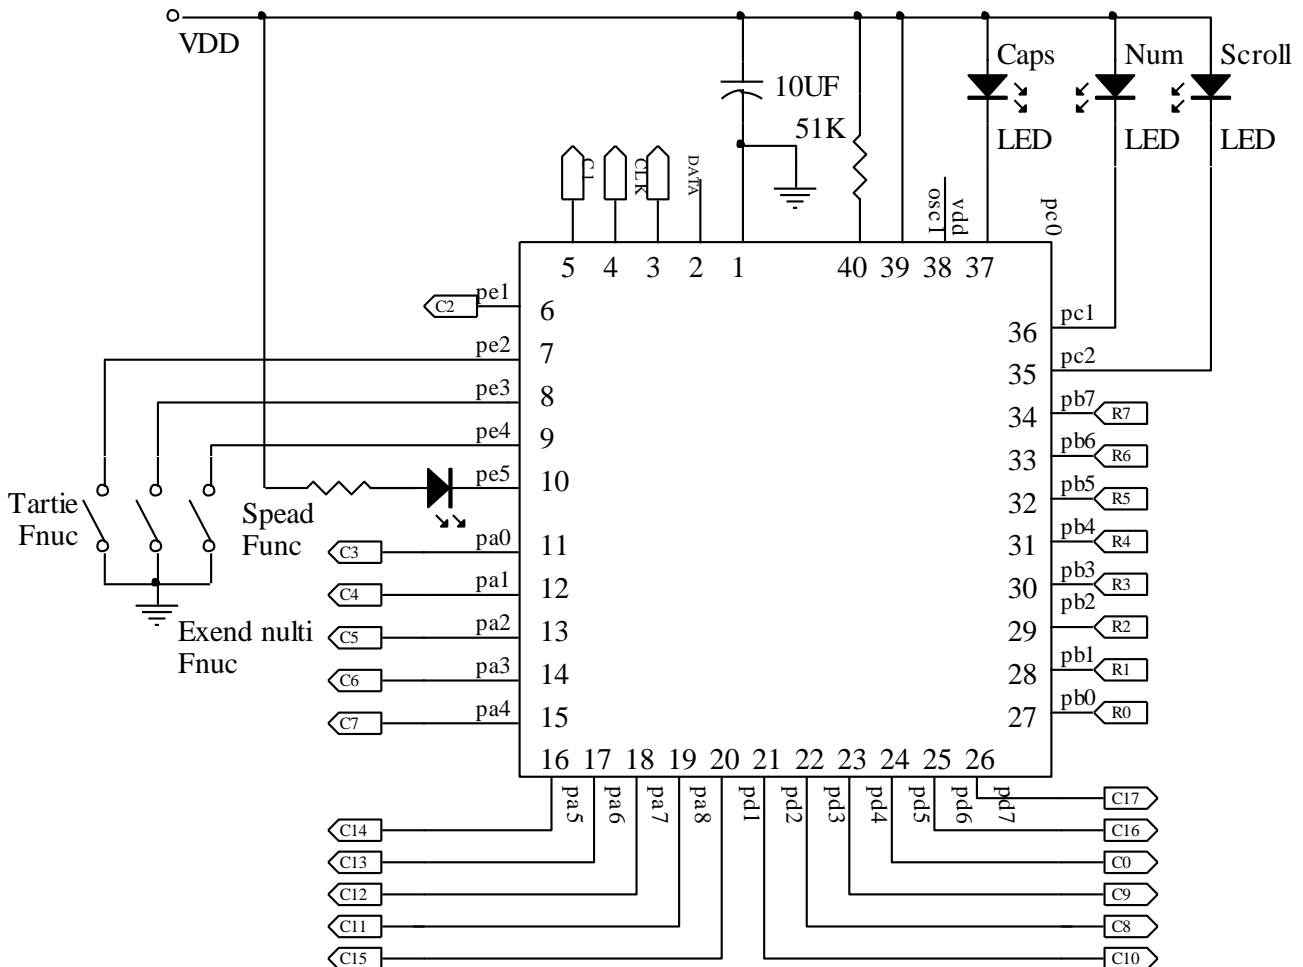 VDD
Caps
Num
Scroll
10UF
51K
LED
LED
LED
C1
CLK
DATA
osc1
vdd
pc0
5
4
3
2
1
40
39
38
37
C2
pe1
6
36
pc1
pe2
7
35
pc2
pe3
8
34
pb7
R7
pe4
9
33
pb6
R6
pe5
10
32
pb5
R5
Tartie
Fnuc
Spead
Func
C3
pa0
11
31
pb4
R4
C4
pa1
12
30
pb3
R3
Exend nulti
Fnuc
C5
pa2
13
29
pb2
R2
C6
pa3
14
28
pb1
R1
C7
pa4
15
27
pb0
R0
16
17
18
19
20
21
22
23
24
25
26
pa5
pa6
pa7
pa8
pd1
pd2
pd3
pd4
pd5
pd6
pd7
C17
C14
C16
C13
C0
C12
C9
C11
C8
C15
C10